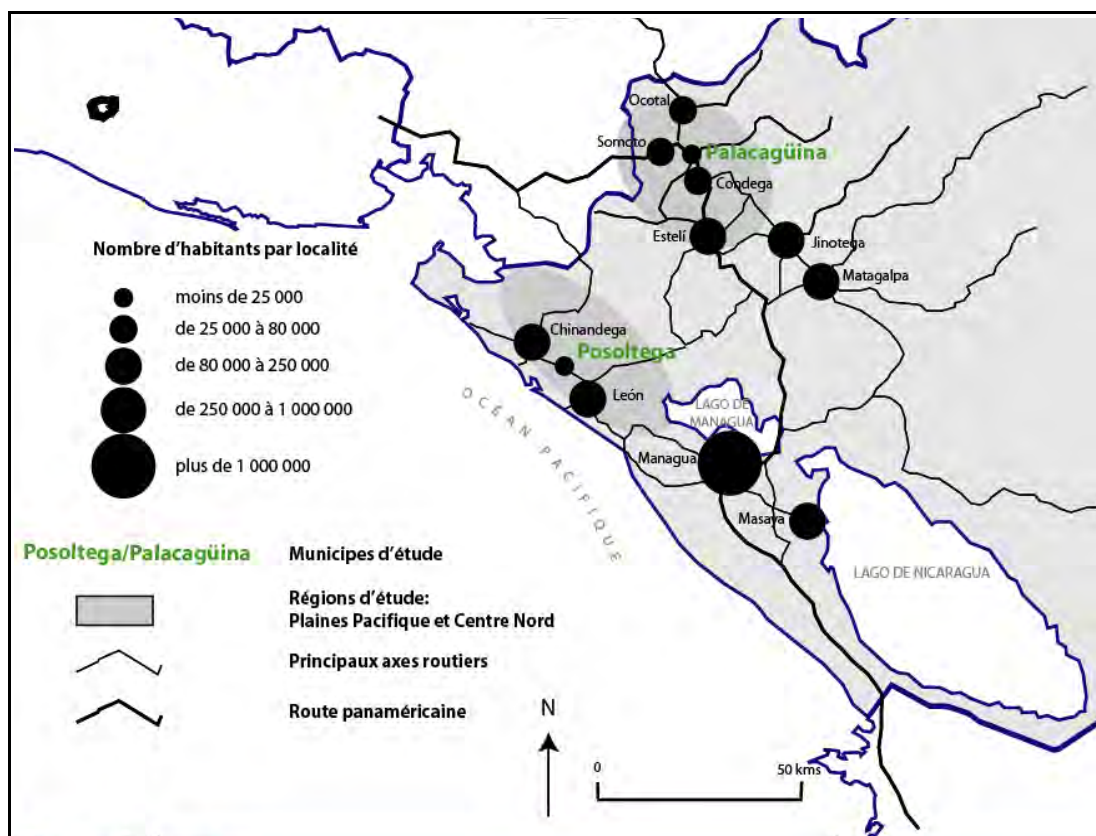 Ocotal
Somoto
Palacagüina
Condega
Estelí
Jinotega
Matagalpa
Nombre d'habitants par localité
moins de 25 000
de 25 000 à 80 000
de 80 000 à 250 000
de 250 000 à 1 000 000
plus de 1 000 000
Chinandega
Posoltega
León
OCÉAN PACIFIQUE
LAGO DE
MANAGUA
Managua
Masaya
LAGO DE NICARAGUA
Posoltega/Palacagüina
Municipes d'étude
Régions d'étude:
Plaines Pacifique et Centre Nord
Principaux axes routiers
Route panaméricaine
N
0
50 kms